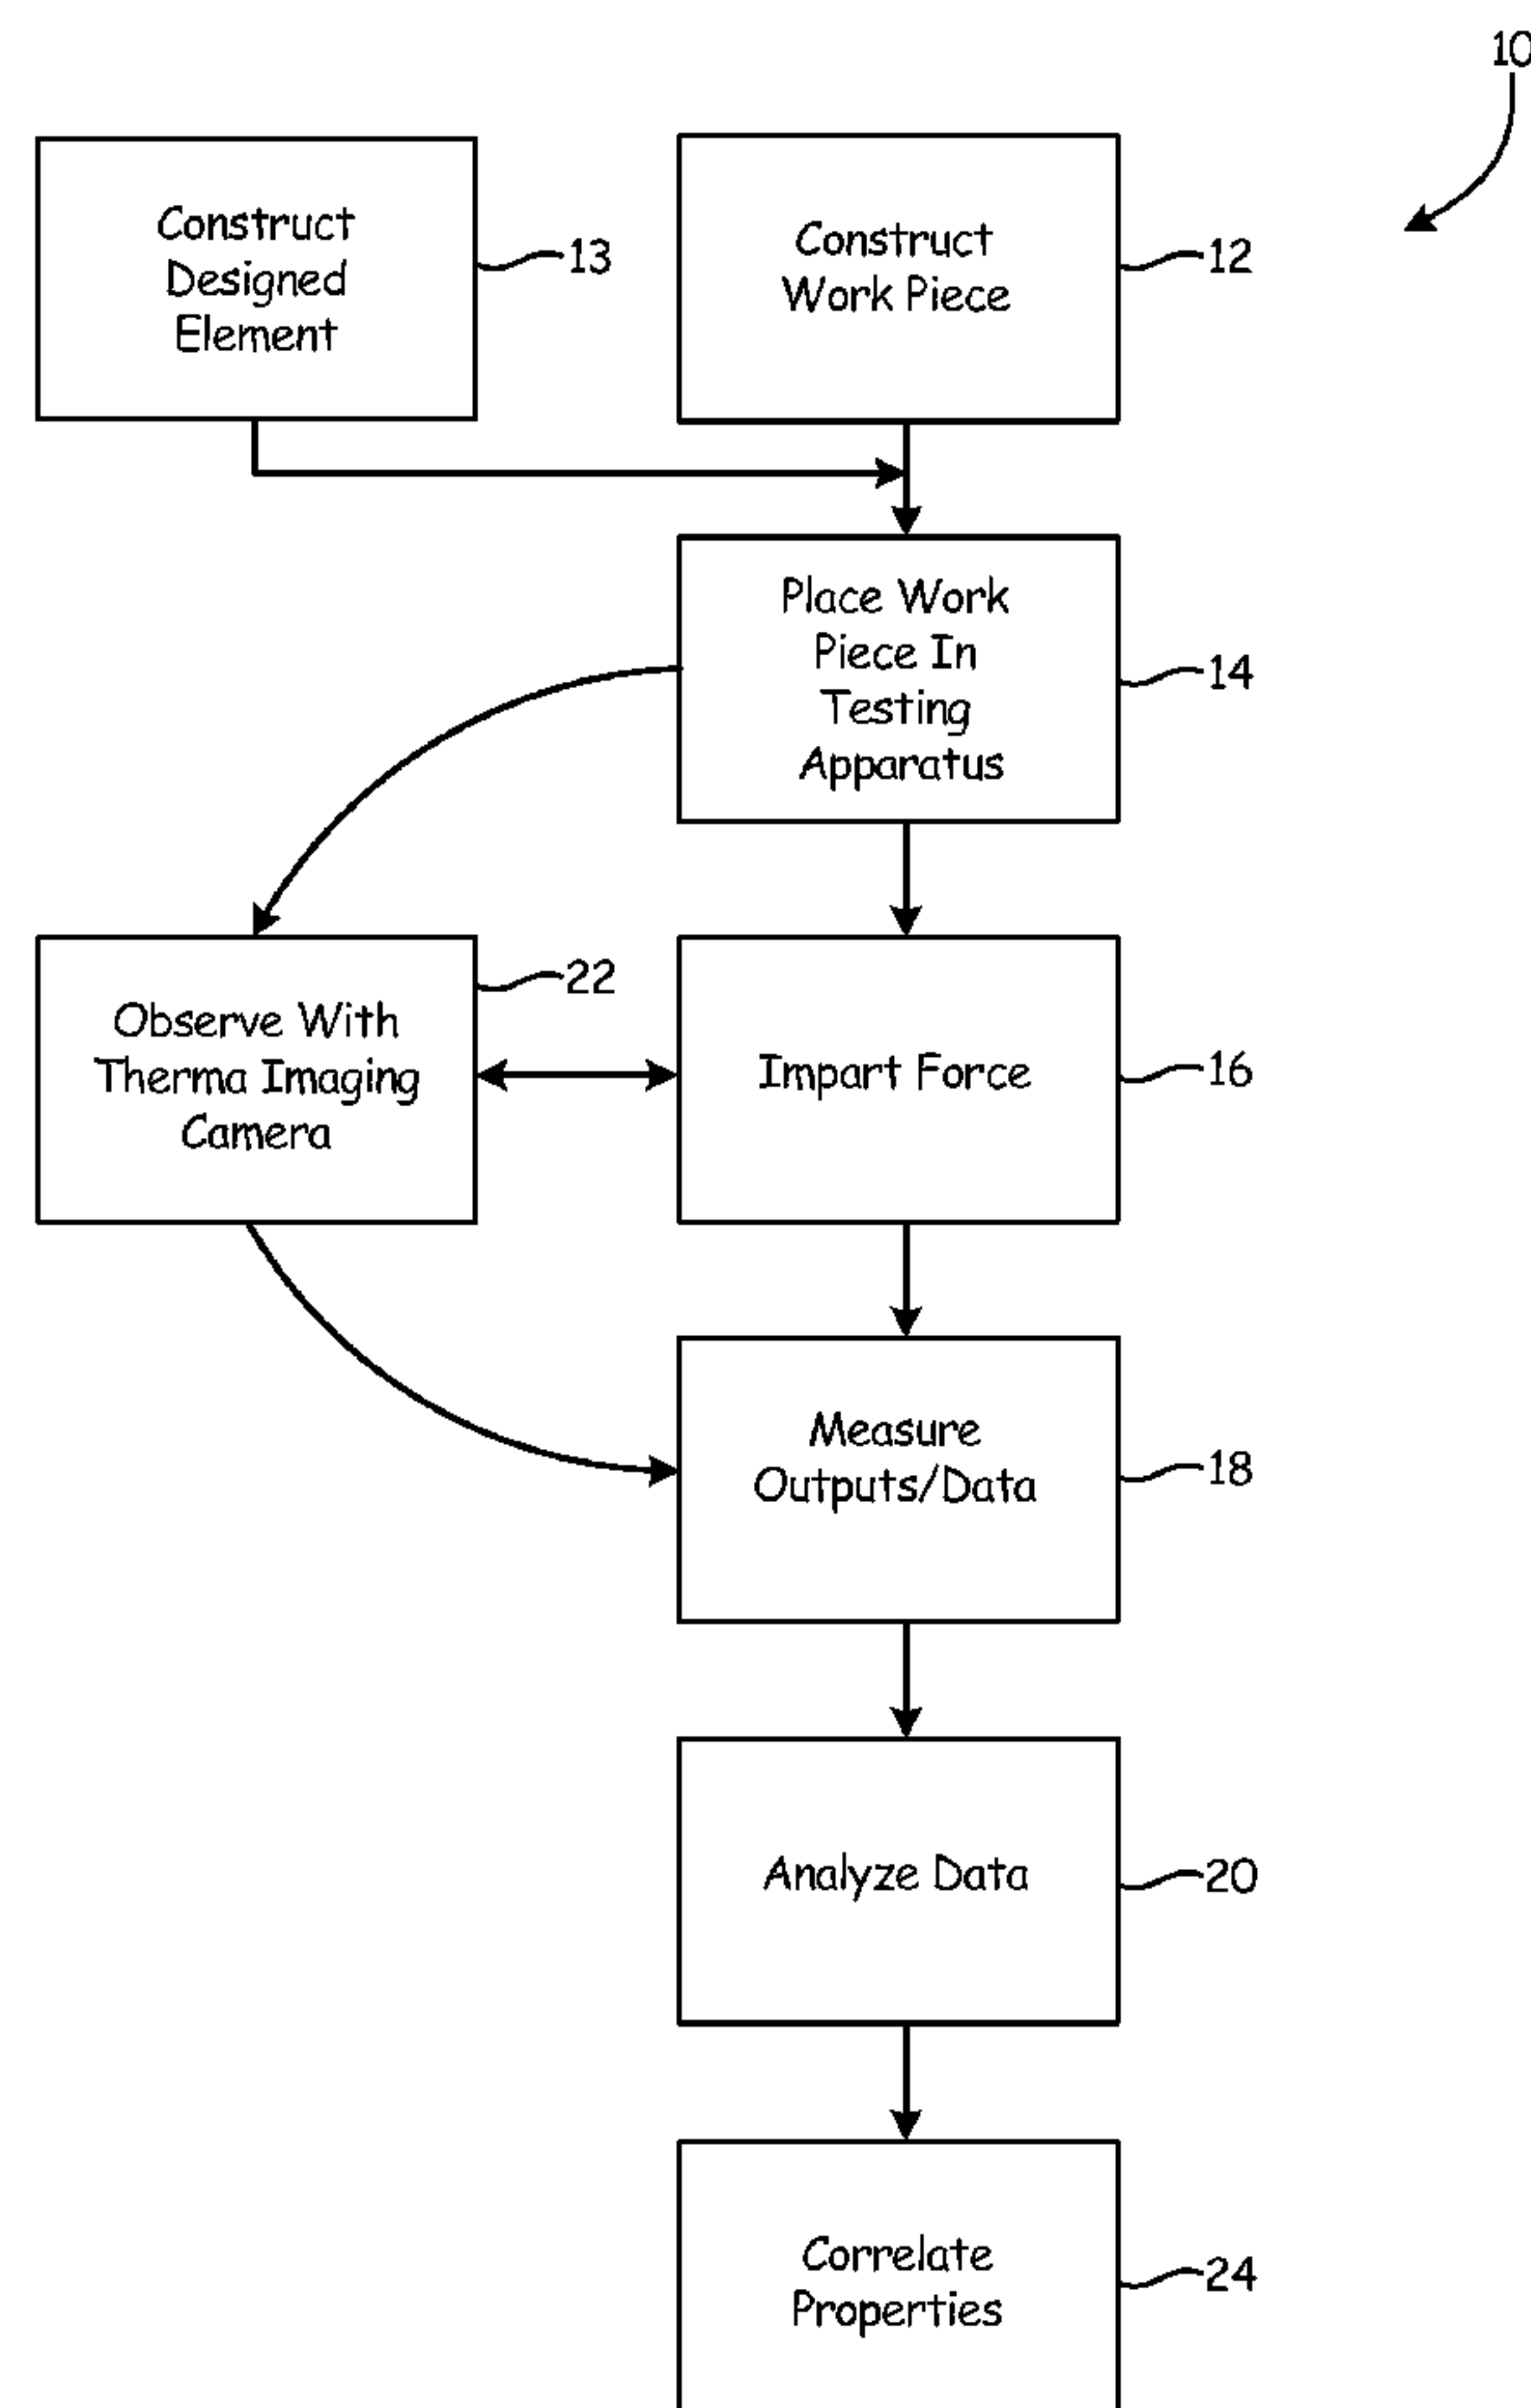 10
Construct
Designed
Element
13
Construct
Work Piece
12
Place Work
Piece In
Testing
Apparatus
14
Observe With
Therma Imaging
Camera
22
Impart Force
16
Measure
Outputs/Data
18
Analyze Data
20
Correlate
Properties
24